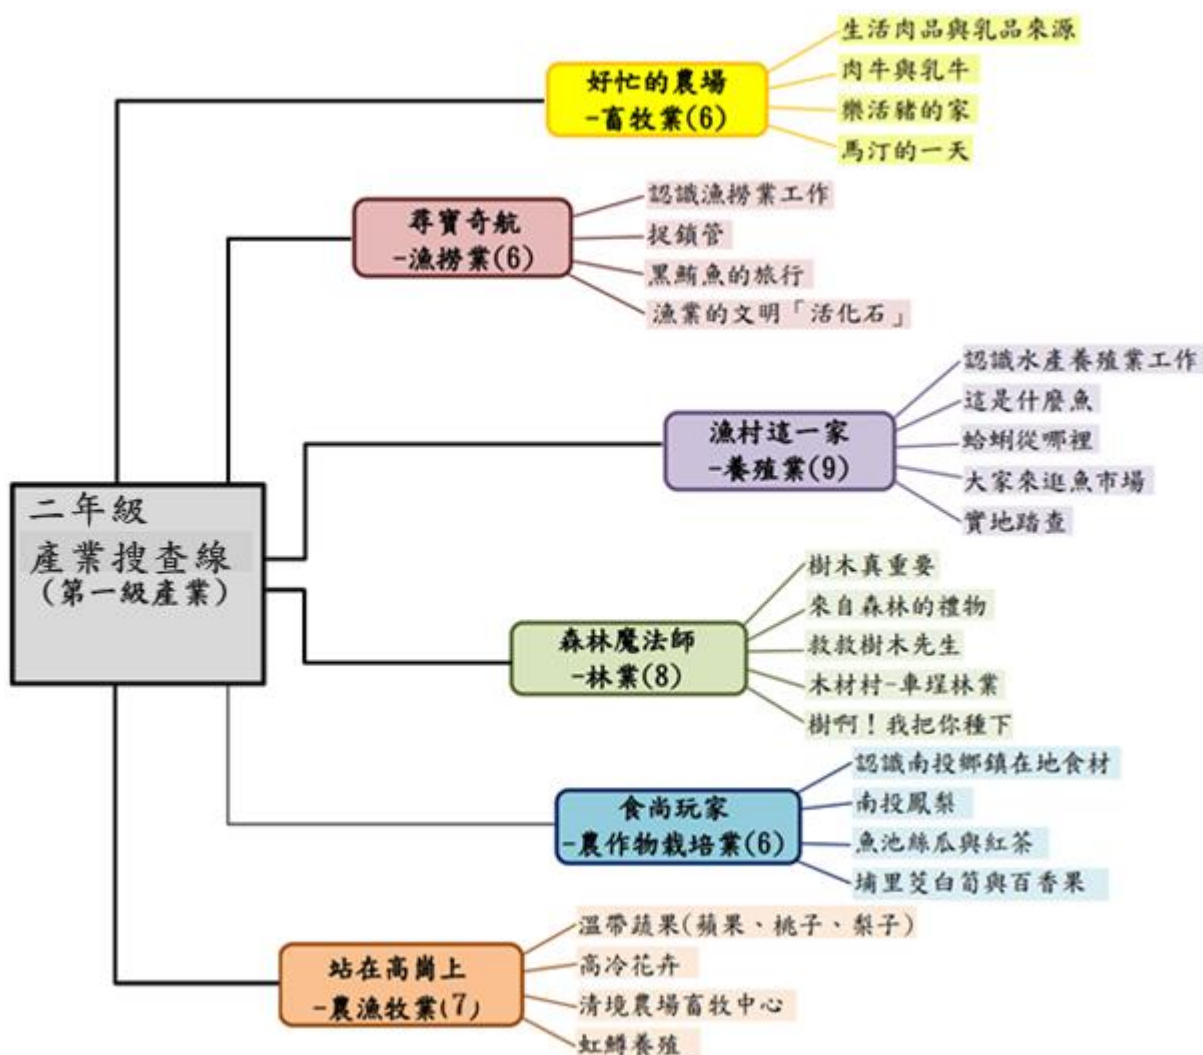 二年級
產業搜查線
(第一級產業)
好忙的農場
-畜牧業(6)
生活肉品與乳品來源
肉牛與乳牛
樂活豬的家
馬汀的一天
尋寶奇航
-漁撈業(6)
認識漁撈業工作
捉鎖管
黑鮪魚的旅行
漁業的文明「活化石」
漁村這一家
-養殖業(9)
認識水產養殖業工作
這是什麼魚
蛤蜊從哪裡
大家來逛魚市場
實地踏查
森林魔法師
-林業(8)
樹木真重要
來自森林的禮物
救救樹木先生
木材村-車埕林業
樹啊!我把你種下
食尚玩家
-農作物栽培業(6)
認識南投鄉鎮在地食材
南投鳳梨
魚池絲瓜與紅茶
埔里茭白筍與百香果
站在高崗上
-農漁牧業(7)
溫帶蔬果(蘋果、桃子、梨子)
高冷花卉
清境農場畜牧中心
虹鱒養殖